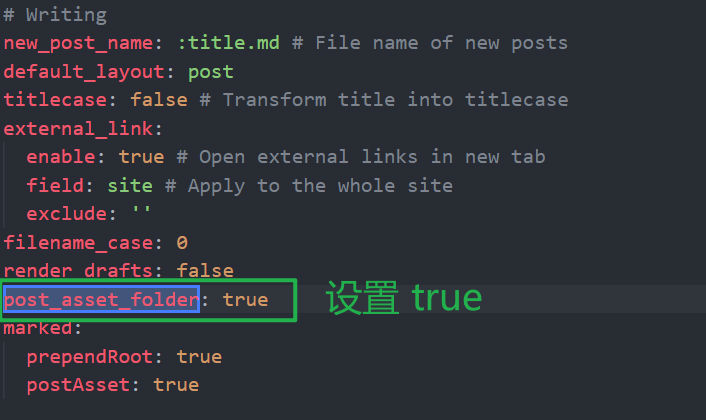 # Writing
new_post_name: :title.md # File name of new posts
default_layout: post
titlecase: false # Transform title into titlecase
external_link:
  enable: true # Open external links in new tab
  field: site # Apply to the whole site
  exclude: ''
filename_case: 0
render_drafts: false
post_asset_folder: true 设置 true
marked:
  prependRoot: true
  postAsset: true